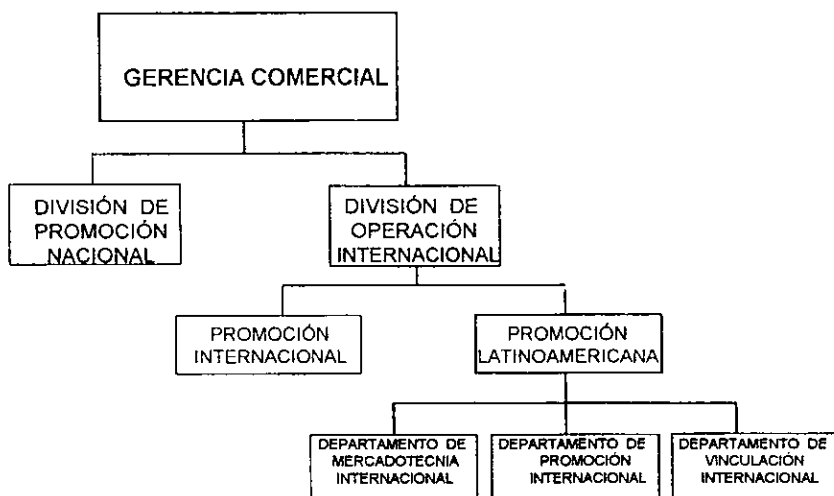 GERENCIA COMERCIAL
DIVISIÓN DE
PROMOCIÓN
NACIONAL
DIVISIÓN DE
OPERACIÓN
INTERNACIONAL
PROMOCIÓN
INTERNACIONAL
PROMOCIÓN
LATINOAMERICANA
DEPARTAMENTO DE
MERCADOTECNIA
INTERNACIONAL
DEPARTAMENTO DE
PROMOCIÓN
INTERNACIONAL
DEPARTAMENTO DE
VINCULACIÓN
INTERNACIONAL